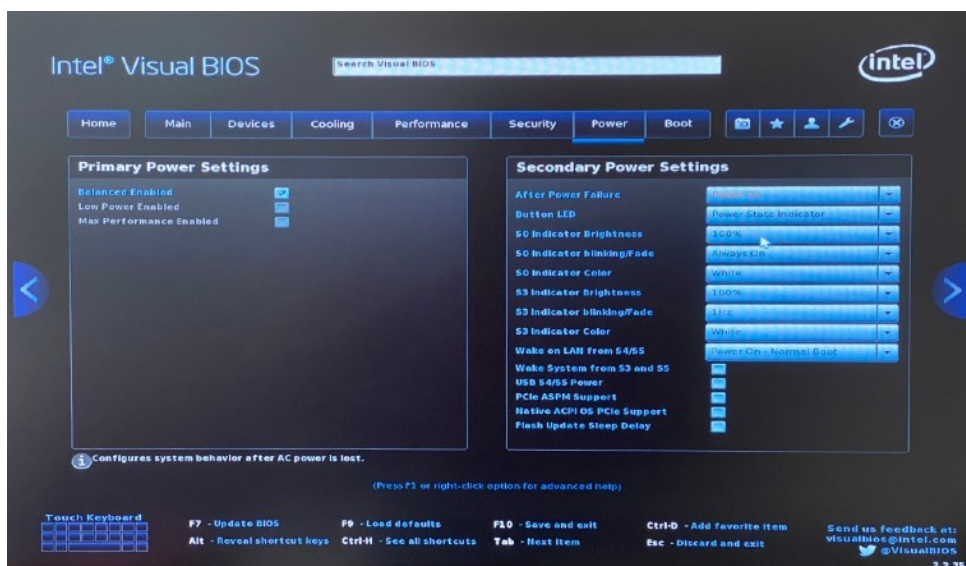 Intel® Visual BIOS
Search Visual BIOS
intel
Home Main Devices Cooling Performance Security Power Boot
Primary Power Settings
Balanced Enabled
Low Power Enabled
Max Performance Enabled
Secondary Power Settings
After Power Failure Power On
Button LED Power State Indicator
S0 Indicator Brightness 100%
S0 Indicator blinking/Fade Always On
S0 Indicator Color White
S3 Indicator Brightness 100%
S3 Indicator blinking/Fade 1Hz
S3 Indicator Color White
Wake on LAN from S4/S5 Power On - Normal Boot
Wake System from S3 and S5
USB S4/S5 Power
PCIe ASPM Support
Native ACPI OS PCIe Support
Flash Update Sleep Delay
Configures system behavior after AC power is lost.
(Press F1 or right-click option for advanced help)
Touch Keyboard
F7 - Update BIOS F9 - Load defaults F10 - Save and exit Ctrl-D - Add favorite item
Alt - Reveal shortcut keys Ctrl-H - See all shortcuts Tab - Next item Esc - Discard and exit
Send us feedback at:
visualbios@intel.com
@VisualBIOS
2.2.25